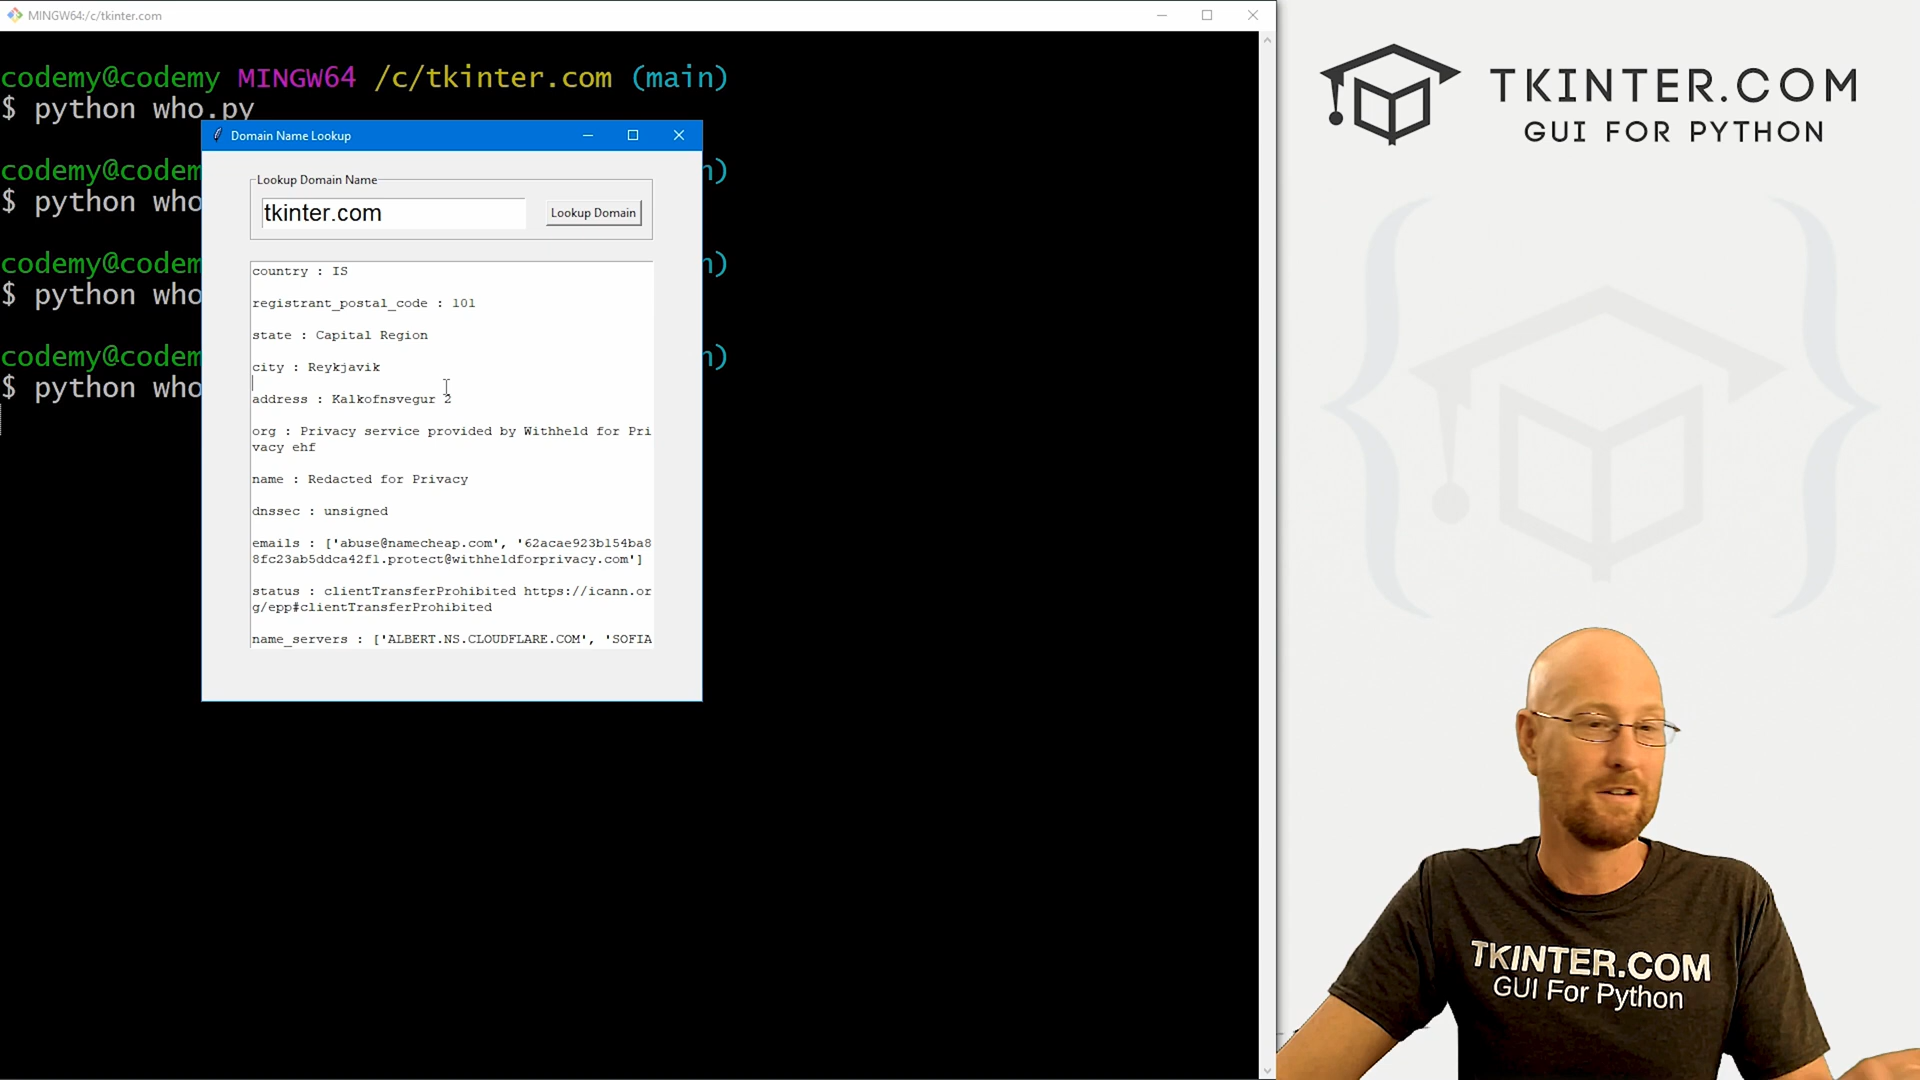 MINGW64:/c/tkinter.com
codemy@codemy MINGW64 /c/tkinter.com (main)
$ python who.py
Domain Name Lookup
codemy@codem
n)
$ python who
Lookup Domain Name
tkinter.com
Lookup Domain
codemy@codem
n)
$ python who
country : IS
registrant_postal_code : 101
state : Capital Region
codemy@codem
n)
$ python who
city : Reykjavik
address : Kalkofnsvegur 2
org : Privacy service provided by Withheld for Pri
vacy ehf
name : Redacted for Privacy
dnssec : unsigned
emails : ['abuse@namecheap.com', '62acae923b154ba8
8fc23ab5ddca42f1.protect@withheldforprivacy.com']
status : clientTransferProhibited https://icann.or
g/epp#clientTransferProhibited
name_servers : ['ALBERT.NS.CLOUDFLARE.COM', 'SOFIA
TKINTER.COM
GUI FOR PYTHON
TKINTER.COM
GUI For Python